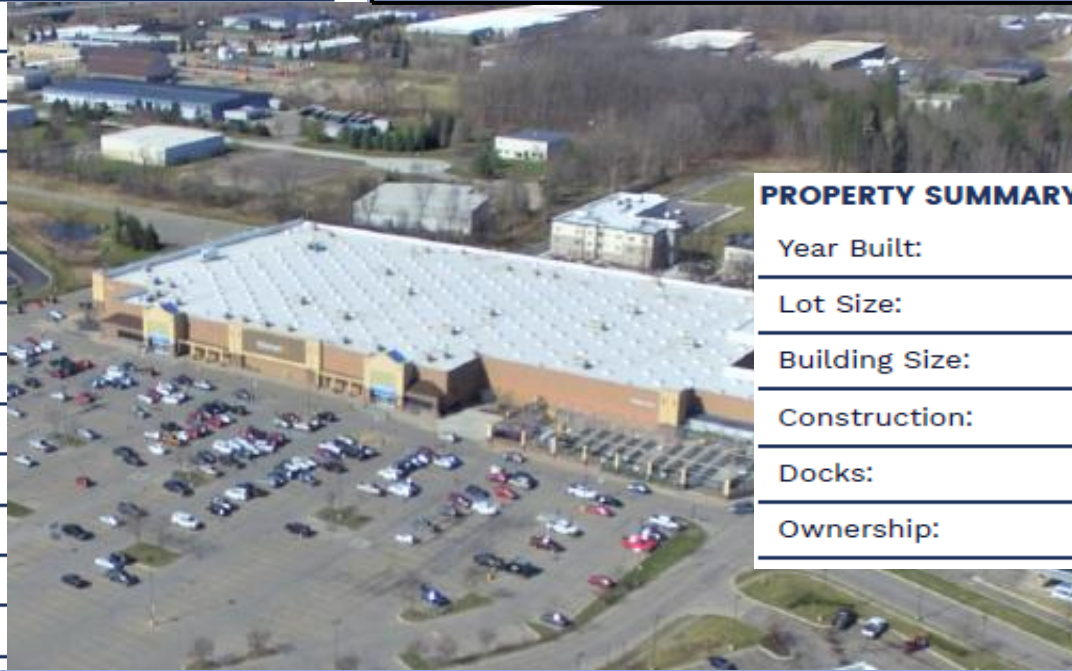 PROPERTY SUMMARY
Year Built:
Lot Size:
Building Size:
Construction:
Docks:
Ownership: